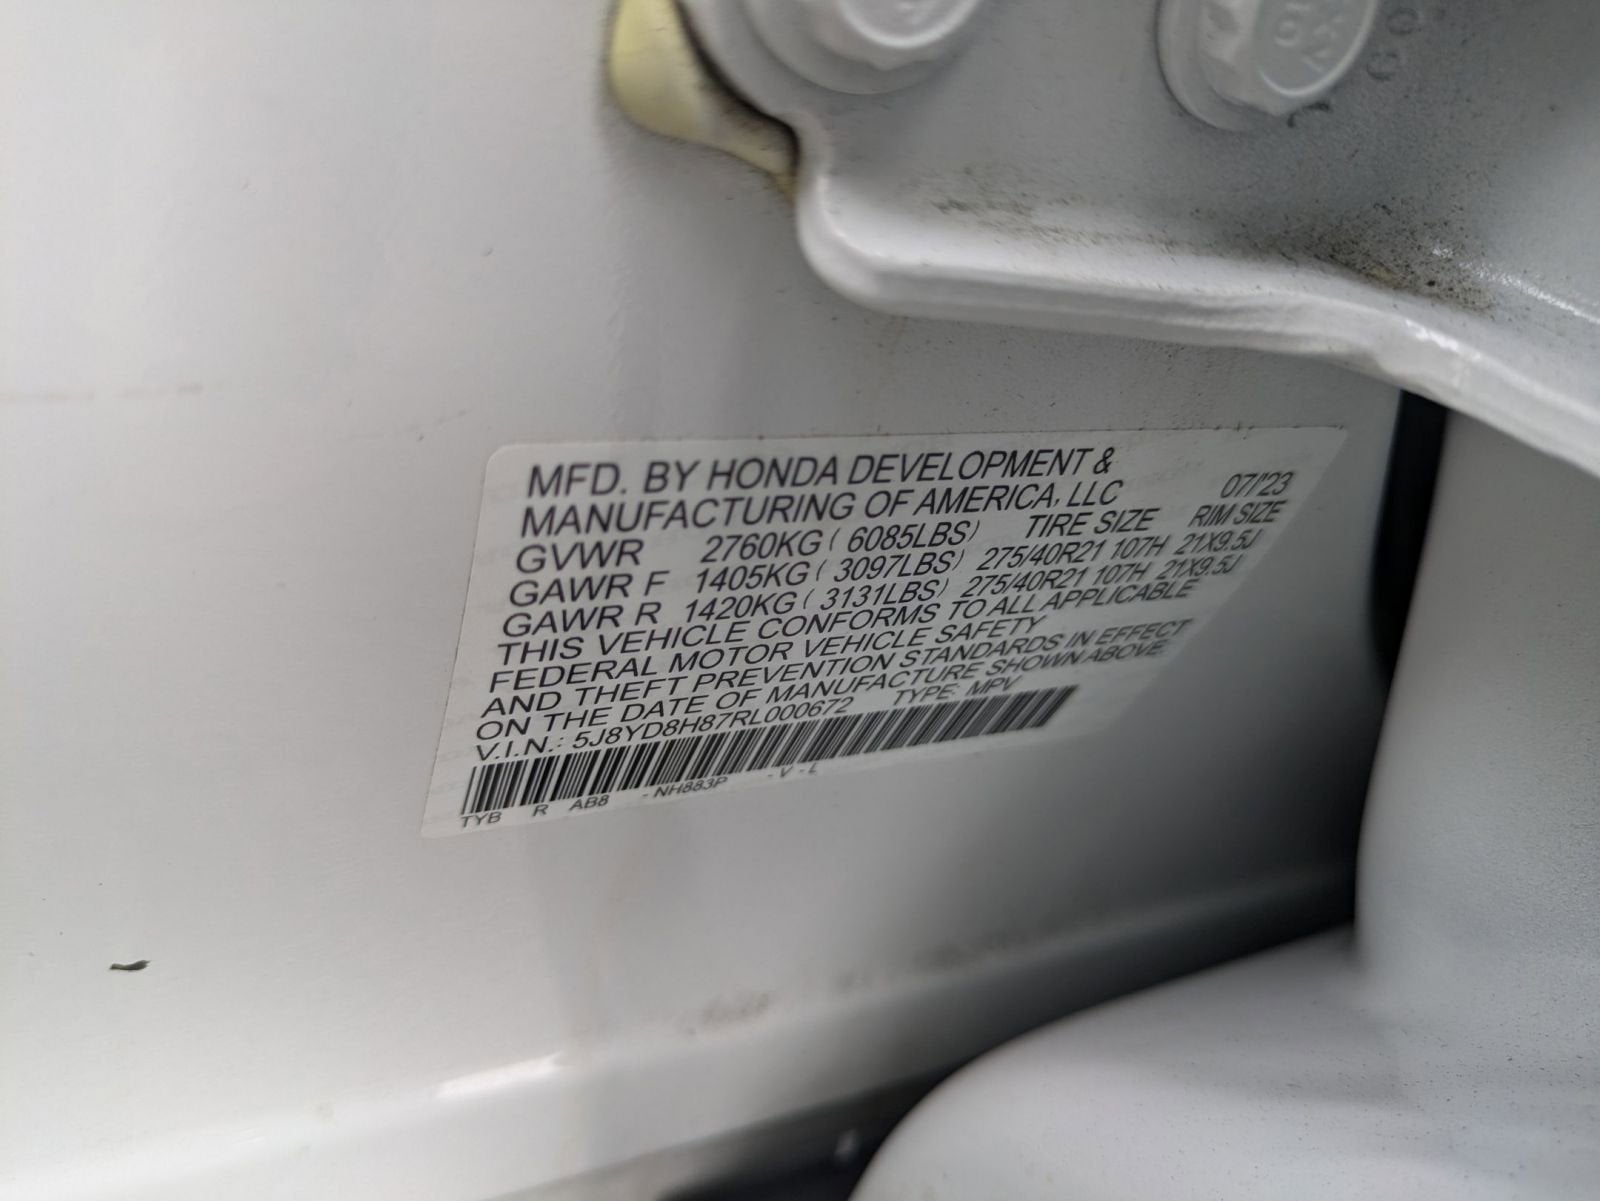 MFD. BY HONDA DEVELOPMENT &
MANUFACTURING OF AMERICA, LLC 07/'23
GVWR 2760KG ( 6085LBS) TIRE SIZE RIM SIZE
GAWR F 1405KG ( 3097LBS) 275/40R21 107H 21X9.5J
GAWR R 1420KG ( 3131LBS) 275/40R21 107H 21X9.5J
THIS VEHICLE CONFORMS TO ALL APPLICABLE
FEDERAL MOTOR VEHICLE SAFETY
AND THEFT PREVENTION STANDARDS IN EFFECT
ON THE DATE OF MANUFACTURE SHOWN ABOVE
V.I.N.: 5J8YD8H87RL000672 TYPE: MPV
TYB R AB8 - NH883P - V - L